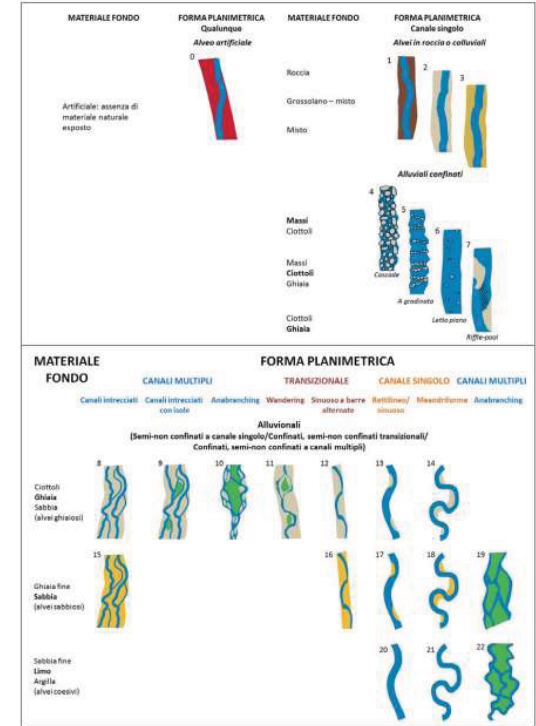 MATERIALE FONDO
FORMA PLANIMETRICA
Qualunque
Alveo artificiale
0
Artificiale: assenza di
materiale naturale
esposto
MATERIALE FONDO
FORMA PLANIMETRICA
Canale singolo
Alvei in roccia o colluviali
Roccia
Grossolano – misto
Misto
1
2
3
Alluviali confinati
Massi
Ciottoli
Massi
Ciottoli
Ghiaia
Ciottoli
Ghiaia
4
5
6
7
Cascade
A gradinata
Letto piano
Riffle-pool
MATERIALE
FONDO
FORMA PLANIMETRICA
CANALI MULTIPLI
TRANSIZIONALE
CANALE SINGOLO
CANALI MULTIPLI
Canali intrecciati
Canali intrecciati
con isole
Anabranching
Wandering
Sinuoso a barre
alternate
Rettilineo/
sinuoso
Meandriforme
Anabranching
Alluvionali
(Semi-non confinati a canale singolo/Confinati, semi-non confinati transizionali/
Confinati, semi-non confinati a canali multipli)
Ciottoli
Ghiaia
Sabbia
(alvei ghiaiosi)
8
9
10
11
12
13
14
Ghiaia fine
Sabbia
(alvei sabbiosi)
15
16
17
18
19
Sabbia fine
Limo
Argilla
(alvei coesivi)
20
21
22